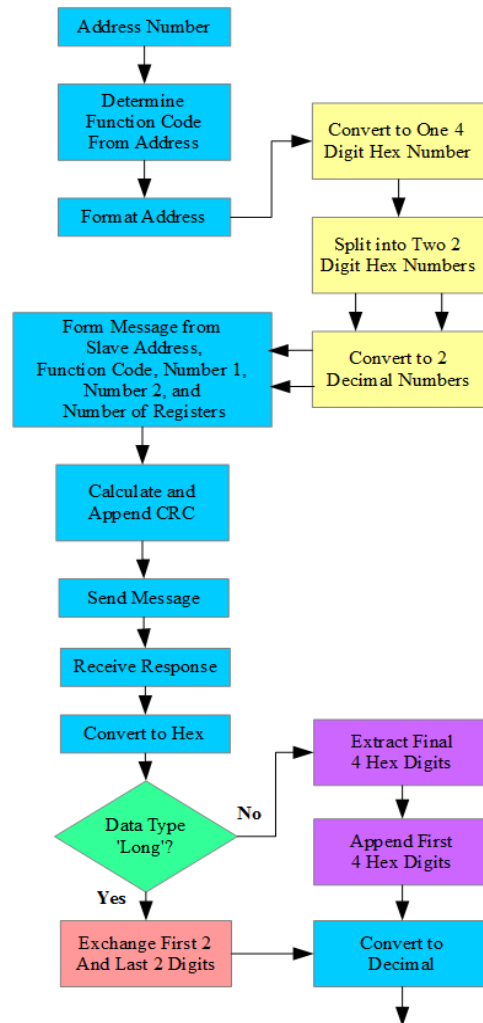 Address Number
Determine
Function Code
From Address
Format Address
Convert to One 4
Digit Hex Number
Split into Two 2
Digit Hex Numbers
Convert to 2
Decimal Numbers
Form Message from
Slave Address,
Function Code, Number 1,
Number 2, and
Number of Registers
Calculate and
Append CRC
Send Message
Receive Response
Convert to Hex
Data Type
'Long'?
No
Yes
Extract Final
4 Hex Digits
Append First
4 Hex Digits
Exchange First 2
And Last 2 Digits
Convert to
Decimal